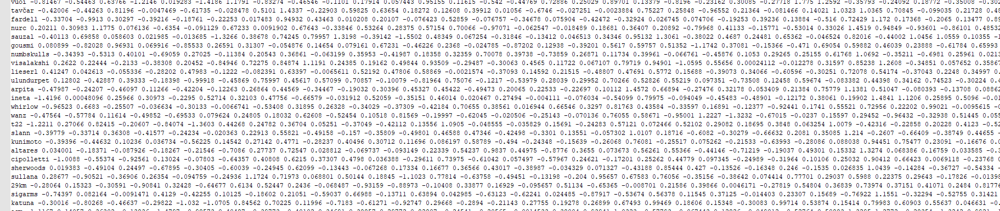 vuoi -0.81467 -0.54463 0.63766 -1.2146 0.019283 -1.4186 1.1791 -0.83274 -0.46546 -0.1101 0.17914 0.057443 0.95155 0.11615 -0.542 -0.44769 0.72886 0.25029 0.89701 0.13379 -0.8196 -0.23162 0.30085 -0.27718 1.775 1.2592 -0.35793 -0.24092 0.18772 -0.35008
tavčar -0.42006 -0.44263 0.81196 -0.0047469 -0.61735 -0.028478 0.5101 1.4337 -0.22903 0.59825 0.63654 0.18272 0.12608 0.39912 0.01056 -0.6746 -0.027251 -0.0023884 0.75227 0.25848 -0.96552 0.21364 -0.081466 0.14021 1.0323 1.0365 0.70845 -0.099035 0.21728
fardell -0.33704 -0.9913 0.30297 -0.39216 -0.18761 -0.22253 0.017483 0.94932 0.43463 0.010208 0.20107 -0.076423 0.52859 -0.076757 -0.34678 0.075904 -0.42472 -0.32924 0.026745 0.074706 -0.19253 0.39236 0.13884 -0.516 0.72429 1.172 0.17368 -0.2065 0.13477
nurc 0.20211 0.30983 1.1775 0.076136 -0.6354 -0.091129 0.67233 0.0091902 0.67643 -0.33846 0.53264 0.28375 0.57154 0.70066 -0.97071 -0.062547 -0.018489 0.18681 0.36407 0.20892 -0.79968 0.41133 -0.15771 -0.53014 0.33026 1.4519 0.94849 -0.93601 -0.86101
sauzal -0.40113 0.69858 0.058603 0.021985 -0.013685 -1.3266 0.38678 0.74245 0.79957 1.3198 -0.39142 -1.5502 0.48349 0.067254 -0.31846 -0.13412 0.046513 0.34346 0.95132 1.3061 -0.38022 0.4687 0.24481 0.65362 -0.046524 0.82016 -0.44002 1.0456 1.0559 0.10355
gousmi 0.080899 -0.82028 0.96931 0.069916 -0.85533 0.26591 0.31307 -0.054876 0.14654 0.079161 0.67231 -0.46226 0.2368 -0.024785 -0.87202 0.12938 -0.39201 0.5617 0.59757 0.51352 -1.1742 0.37081 -0.15366 -0.471 0.69054 0.59882 0.46039 0.23888 -0.61784 0.65993
numbskulls -0.34393 -0.5313 0.40101 -0.69059 0.27025 -0.11384 0.20543 0.36861 -0.063199 0.35953 -0.41987 0.18358 0.32359 0.70078 0.39738 -0.73859 0.26871 0.11734 0.39961 -0.066761 -0.45876 0.1053 0.29265 0.25155 0.61768 1.0692 -0.35211 -0.6981 0.25961
visalakshi 0.2622 0.22444 -0.2133 -0.38308 0.20452 -0.84946 0.72275 0.84874 1.1191 0.24385 0.19162 0.49844 0.93509 -0.29487 -0.30063 0.4565 0.11722 0.067107 0.79719 0.94901 -1.0595 0.55656 0.00024112 -0.012278 0.31597 0.85238 1.2608 -0.34851 0.057652
lieserl 0.41247 0.042613 -0.055336 -0.28202 0.47983 -0.1222 -0.082391 0.63397 -0.0065611 0.52192 0.47806 0.58869 -0.0021574 -0.37093 0.14592 0.21515 -0.48807 0.47691 0.5772 0.15688 -0.39073 0.34066 -0.60596 -0.30251 0.72078 0.54174 -0.37043 0.2248 0.34997
ulundurpet 0.12802 -0.42887 0.39333 -0.18398 -0.99918 -0.45869 0.75997 0.45617 0.57099 0.70857 -0.10079 -0.81964 0.75076 -0.1217 -0.53979 0.28039 0.29952 0.70266 0.52826 0.55219 0.097351 -0.73508 0.12458 0.59674 -0.083382 0.44398 0.34162 0.74523 -0.30224
arpita -0.47987 -0.24207 -0.46097 0.11266 -0.42204 -0.12263 0.26864 0.44569 -0.34467 -0.19032 0.30396 0.45327 0.45422 -0.49473 0.20065 0.22533 -0.22697 0.10112 1.4572 0.66894 -0.27476 0.32178 0.053409 0.21384 0.75779 1.1381 0.51047 -0.080393 -0.13708
ineta -1.4196 0.00048096 0.25966 0.30973 -0.2295 0.52714 0.32103 0.47766 -0.66579 -0.031912 0.52059 -0.35151 0.46014 0.020467 0.27494 -0.004111 -0.076034 -0.54099 0.79975 -0.094049 -0.45483 -0.48901 -0.12172 0.38061 0.19902 1.4841 1.1206 0.25895 0.5096
whirlow -0.96523 0.6683 -0.25507 -0.036634 -0.30133 -0.0066741 -0.53408 0.31895 0.26328 -0.34029 -0.37309 -0.42184 0.70655 0.38561 0.016944 0.66546 0.3297 0.81763 0.43584 -0.33597 0.16891 -0.12377 -0.92441 0.1741 0.55521 0.72956 0.22202 0.99021 -0.0095615
wanz -0.47564 -0.57784 0.11614 -0.49852 -0.69533 0.079624 0.24805 0.18032 0.62608 -0.52454 0.10518 0.81569 -0.19997 -0.62045 -0.020506 -0.25143 -0.070136 0.76055 0.58671 -0.95001 1.2227 -1.3232 -0.67015 -0.0237 0.15597 0.29452 -0.96432 -0.32938 0.51445
t22 -1.2211 0.27066 0.82415 -0.20607 -0.84074 -1.3603 0.44268 0.24782 0.36704 0.05251 -0.37049 -0.42112 0.13556 1.0905 -0.048555 -0.035829 0.15691 -0.24283 0.57121 0.072466 0.52102 0.29082 0.18695 0.3848 0.063258 1.0079 -0.42316 -0.22858 0.20228 0.4123
slann -0.39779 -0.33714 0.36308 -0.41577 -0.24234 -0.020363 0.22913 0.55821 -0.49158 -0.157 -0.35809 -0.49801 0.46588 0.47346 -0.42498 -0.3301 0.13551 -0.057302 1.0107 0.18716 -0.6082 -0.30279 -0.66632 0.2081 0.35054 1.214 -0.2607 -0.66409 -0.38749 0.44655
kunimoto -0.39396 -0.44632 0.10236 0.036734 -0.56225 0.14542 0.27142 0.4771 -0.28237 0.40496 0.30712 0.11696 0.086197 0.58789 -0.494 -0.24348 -0.15639 -0.26068 0.76081 -0.25517 0.075262 -0.21533 -0.63993 -0.28086 0.088038 0.94451 0.75477 0.23091 -0.16676
altares 0.034001 -0.18371 -0.087926 -0.18267 -0.21546 -0.7086 0.27737 0.72547 0.028812 -0.069737 -0.093149 0.22339 0.54237 0.9837 0.44975 -0.8776 0.3655 0.073673 0.56261 0.55366 -0.44146 -0.71219 -0.19037 0.49301 0.15332 1.3274 0.068386 0.16759 0.033585
cipolletti -1.0088 -0.55374 -0.92561 0.13024 -0.07803 -0.64357 0.40808 0.6215 0.37307 0.4798 0.036388 -0.29711 0.73975 -0.61042 0.057497 -0.57967 0.24621 -0.17201 0.25262 0.44779 0.097345 -0.24989 -0.31964 0.10106 0.25032 0.90412 0.66423 0.0069118 -0.23768
sherwoods 0.019383 -0.49104 0.24497 -0.67895 -0.30405 -0.60039 -0.24945 0.62099 -0.13443 -0.067268 0.17334 0.16677 0.36566 0.43017 -0.38987 -0.034329 0.071327 -0.43188 0.85444 0.427 -0.13526 -0.16348 0.246 -0.1535 0.026835 1.0439 -0.14284 -0.36727 -0.54334
sullana 0.28677 -0.90521 -0.36906 0.26354 -0.094759 -0.24936 1.1724 0.71973 0.068801 0.50144 0.18845 -1.1023 0.77814 -0.63758 -0.49451 -0.13198 -0.204 0.95657 0.67583 0.76056 -0.35156 -0.38642 0.074414 0.77701 0.29037 0.5988 0.22375 0.29643 -0.17826
29km -0.28064 0.15323 -0.30591 -0.90841 0.32428 -0.64677 0.6134 0.52447 0.2436 -0.068487 -0.93159 -0.88973 -0.10408 0.33877 0.16929 -0.095657 0.51134 -0.65365 -0.008701 0.21586 0.39866 0.0046171 -0.27819 0.54804 0.36839 0.73974 0.37151 0.41071 0.2484
sigarms -0.74397 0.082164 -0.0091471 0.4129 -0.42255 0.10125 -0.18602 0.21051 -0.59037 0.66988 -0.13711 0.63894 0.042985 -0.63123 -0.62241 0.024485 -0.87917 -0.53674 0.56378 0.11545 0.37125 -0.014403 0.23307 0.15689 -0.76922 1.1551 -0.32294 -0.52755 0.31421
katuna -0.30016 -0.80268 -0.46637 -0.29822 -1.032 -1.0705 0.84562 0.70225 0.11996 -0.7183 -0.61271 -0.92747 0.29668 -0.2894 -0.21143 0.27755 0.19278 0.26899 0.67493 0.99469 0.18606 0.15348 -0.30083 0.99714 0.53874 0.15414 0.79983 0.60903 0.55637 0.046631